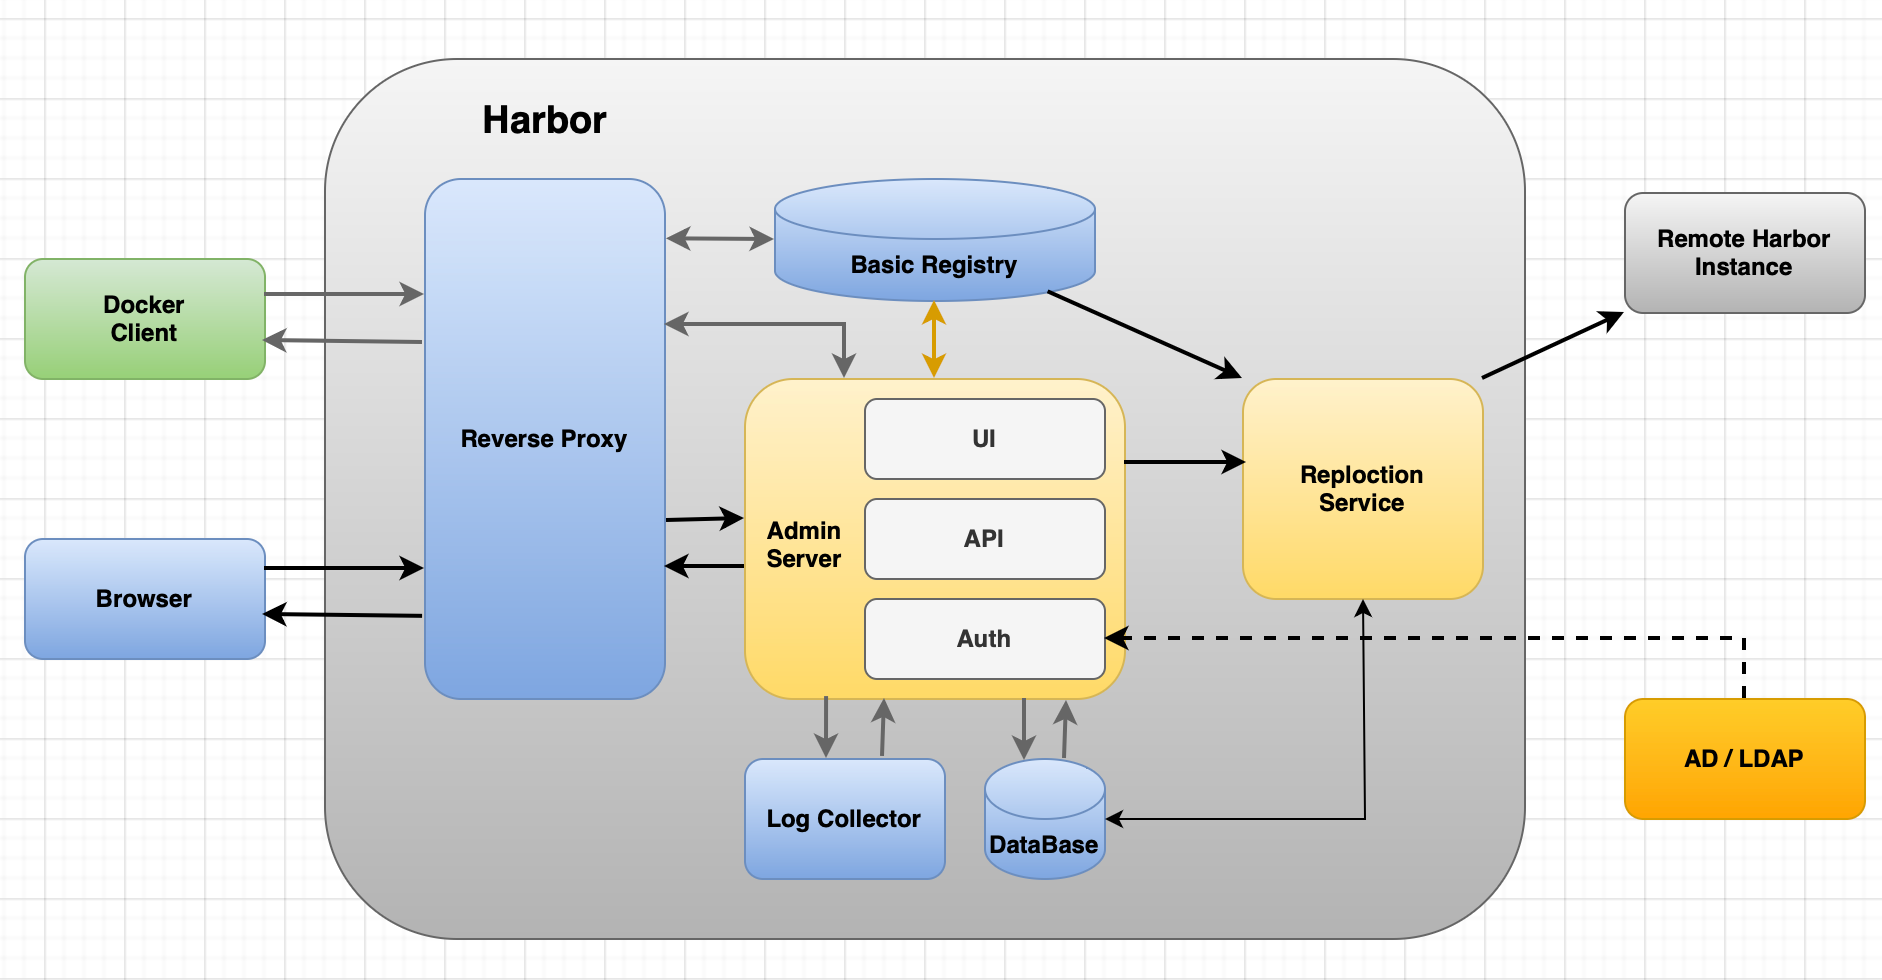 Harbor
Basic Registry
Remote Harbor
Instance
Docker
Client
Reverse Proxy
UI
Reploction
Service
Admin
Server
API
Browser
Auth
AD / LDAP
Log Collector
DataBase